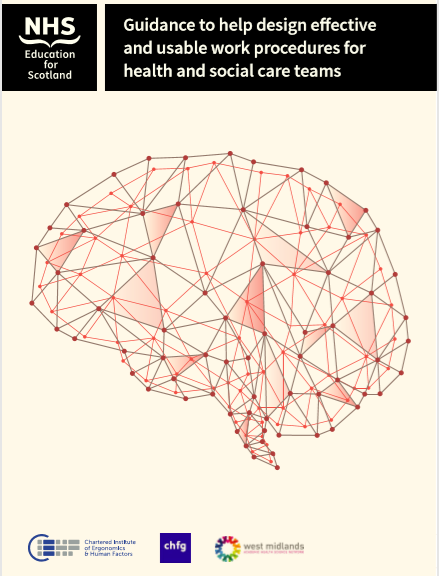 NHS
Education
for
Scotland
Guidance to help design effective
and usable work procedures for
health and social care teams
Chartered Institute
of Ergonomics
& Human Factors
chfg
west midlands